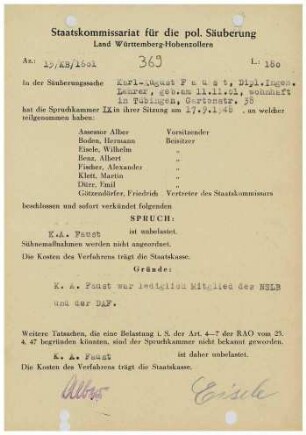 Staatskommissariat für die pol. Säuberung
Land Württemberg-Hohenzollern
Az.: 15/KB/1601 369 L.: 180
In der Säuberungssache Karl-August Faust, Dipl.Ingen.
Lehrer, geb.am 11.11.01, wohnhaft
in Tübingen, Gartenstr. 38
hat die Spruchkammer IX in ihrer Sitzung am 17.9.1948 an welcher
teilgenommen haben:
Assessor Alber Vorsitzender
Boden, Hermann Beisitzer
Eisele, Wilhelm "
Benz, Albert "
Fischer, Alexander "
Klett, Martin "
Dürr, Emil "
Götzendörfer, Friedrich Vertreter des Staatskommissars
beschlossen und sofort verkündet folgenden
SPRUCH:
K.A. Faust ist unbelastet.
Sühnemaßnahmen werden nicht angeordnet.
Die Kosten des Verfahrens trägt die Staatskasse.
Gründe:
K. A. Faust war lediglich Mitglied des NSLB
und der DAF.
Weitere Tatsachen, die eine Belastung i. S. der Art. 4—7 der RAO vom 25.
4. 47 begründen könnten, sind der Spruchkammer nicht bekannt geworden.
K. A. Faust ist daher unbelastet.
Die Kosten des Verfahrens trägt die Staatskasse.
Alber Eisele